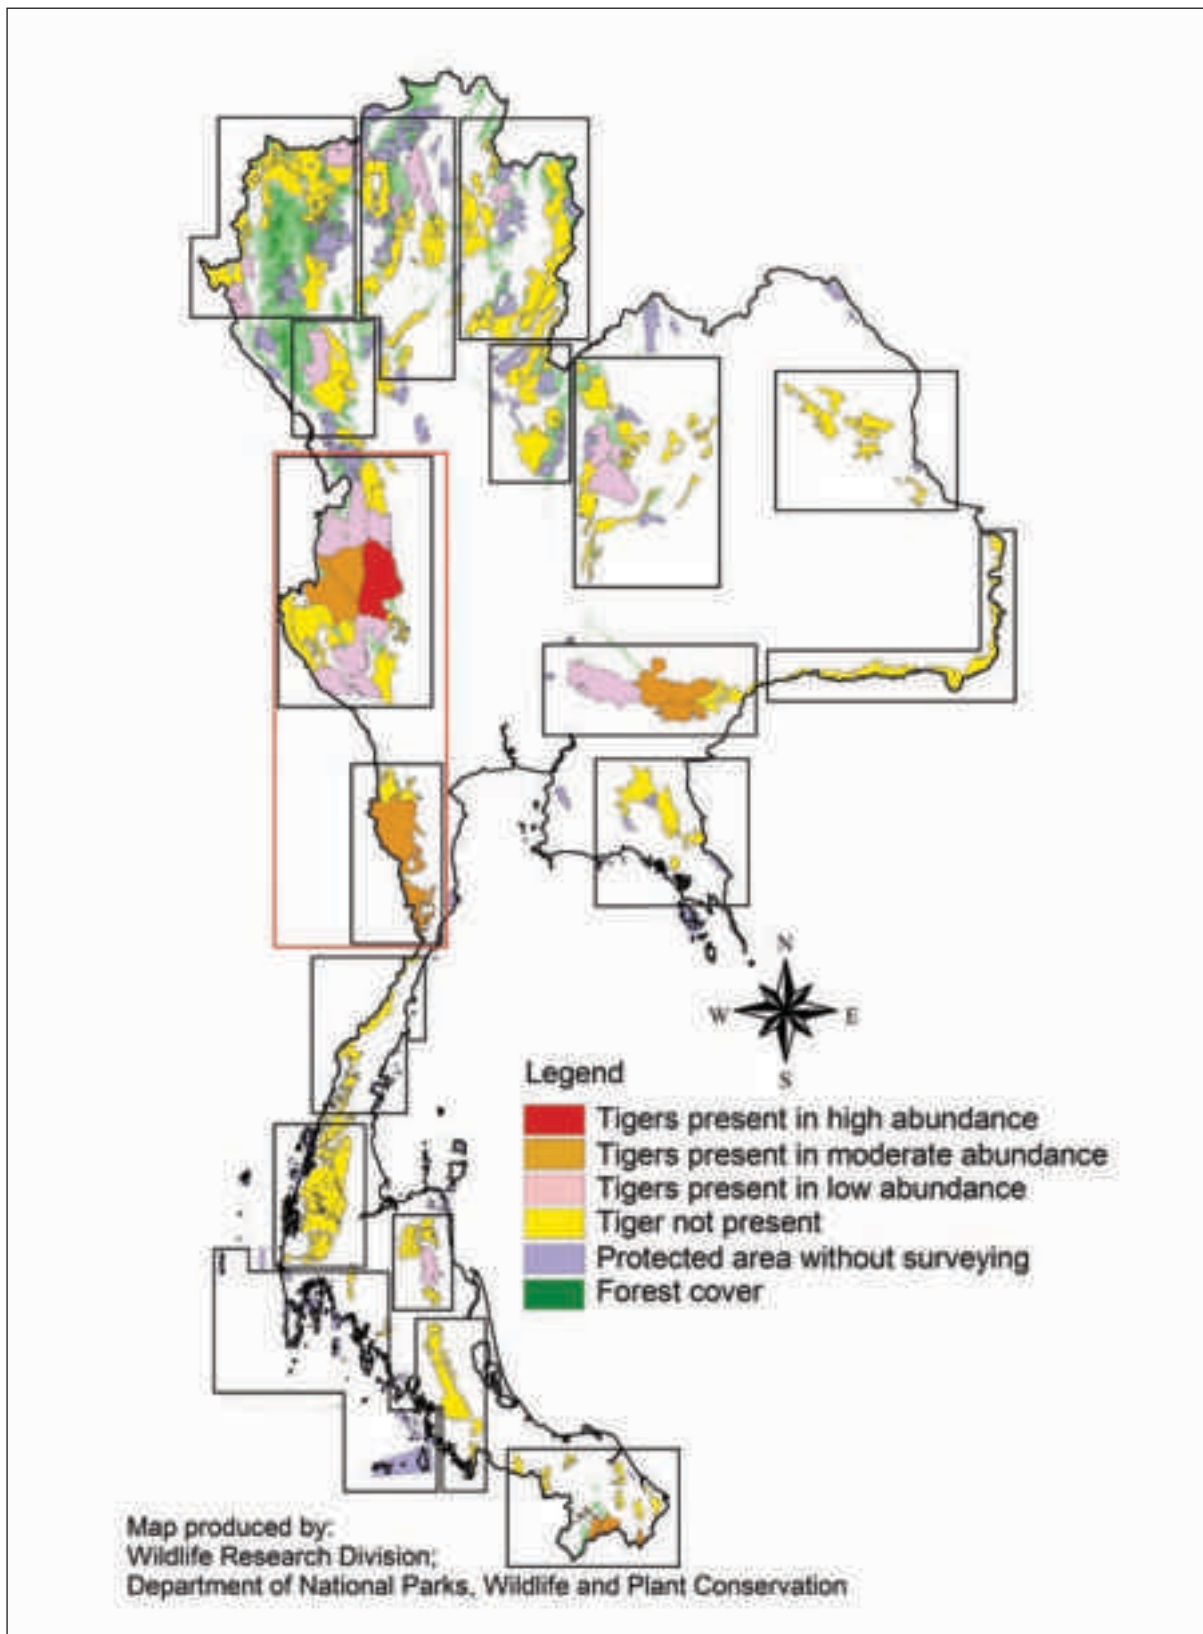 N
W E
S
Legend
Tigers present in high abundance
Tigers present in moderate abundance
Tigers present in low abundance
Tiger not present
Protected area without surveying
Forest cover
Map produced by:
Wildlife Research Division;
Department of National Parks, Wildlife and Plant Conservation